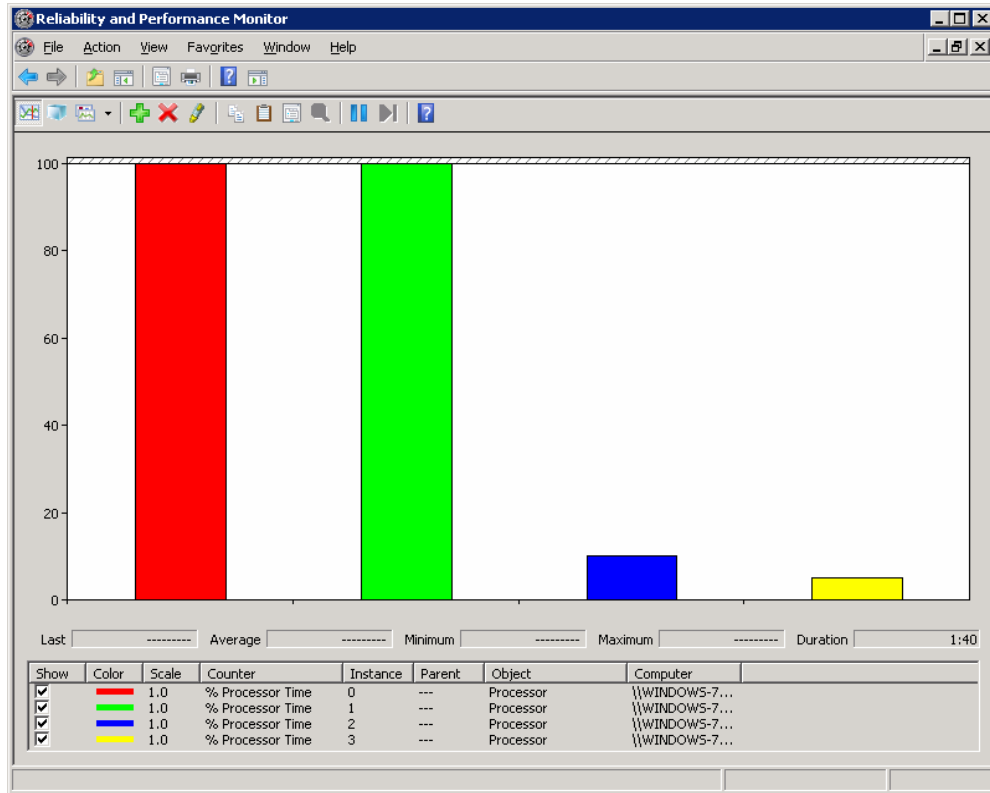 Reliability and Performance Monitor
File Action View Favorites Window Help
100
80
60
40
20
0
Last --------- Average --------- Minimum --------- Maximum --------- Duration 1:40
Show Color Scale Counter Instance Parent Object Computer
1.0 % Processor Time 0 --- Processor \\WINDOWS-7...
1.0 % Processor Time 1 --- Processor \\WINDOWS-7...
1.0 % Processor Time 2 --- Processor \\WINDOWS-7...
1.0 % Processor Time 3 --- Processor \\WINDOWS-7...